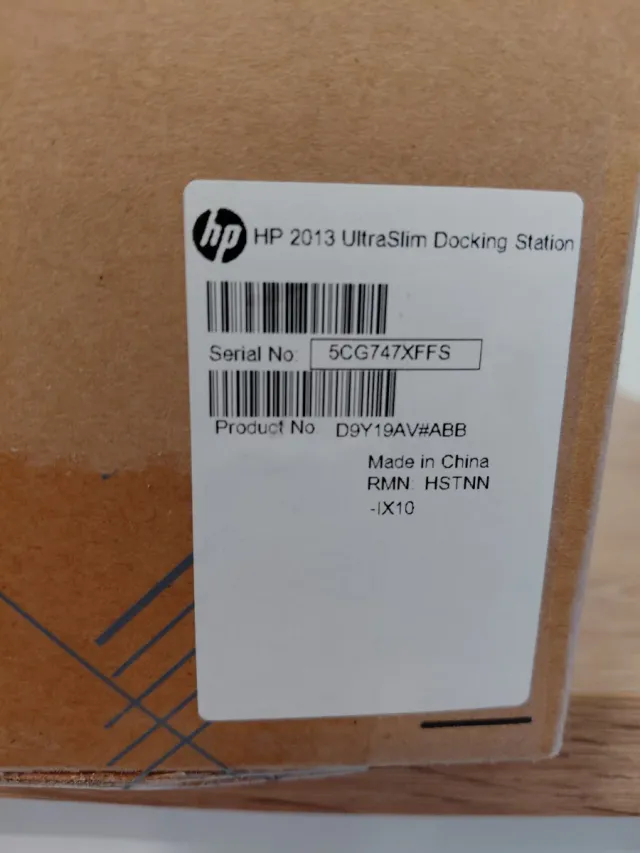 hp HP 2013 UltraSlim Docking Station
Serial No: 5CG747XFFS
Product No D9Y19AV#ABB
Made in China
RMN: HSTNN
-IX10